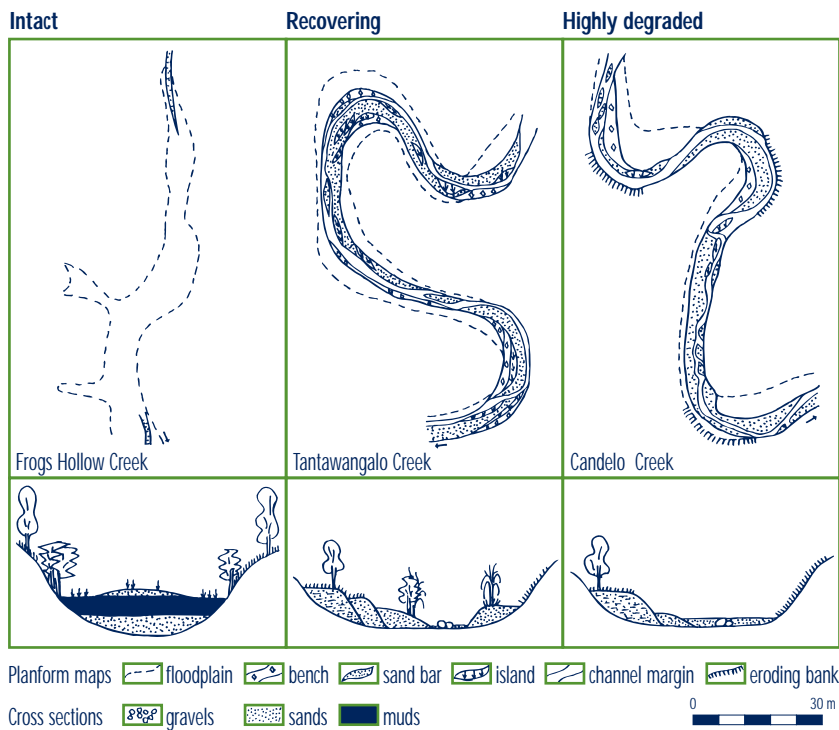 Intact Recovering Highly degraded
Frogs Hollow Creek Tantawangalo Creek Candelo Creek
Planform maps floodplain bench sand bar island channel margin eroding bank
Cross sections gravels sands muds 0 30 m